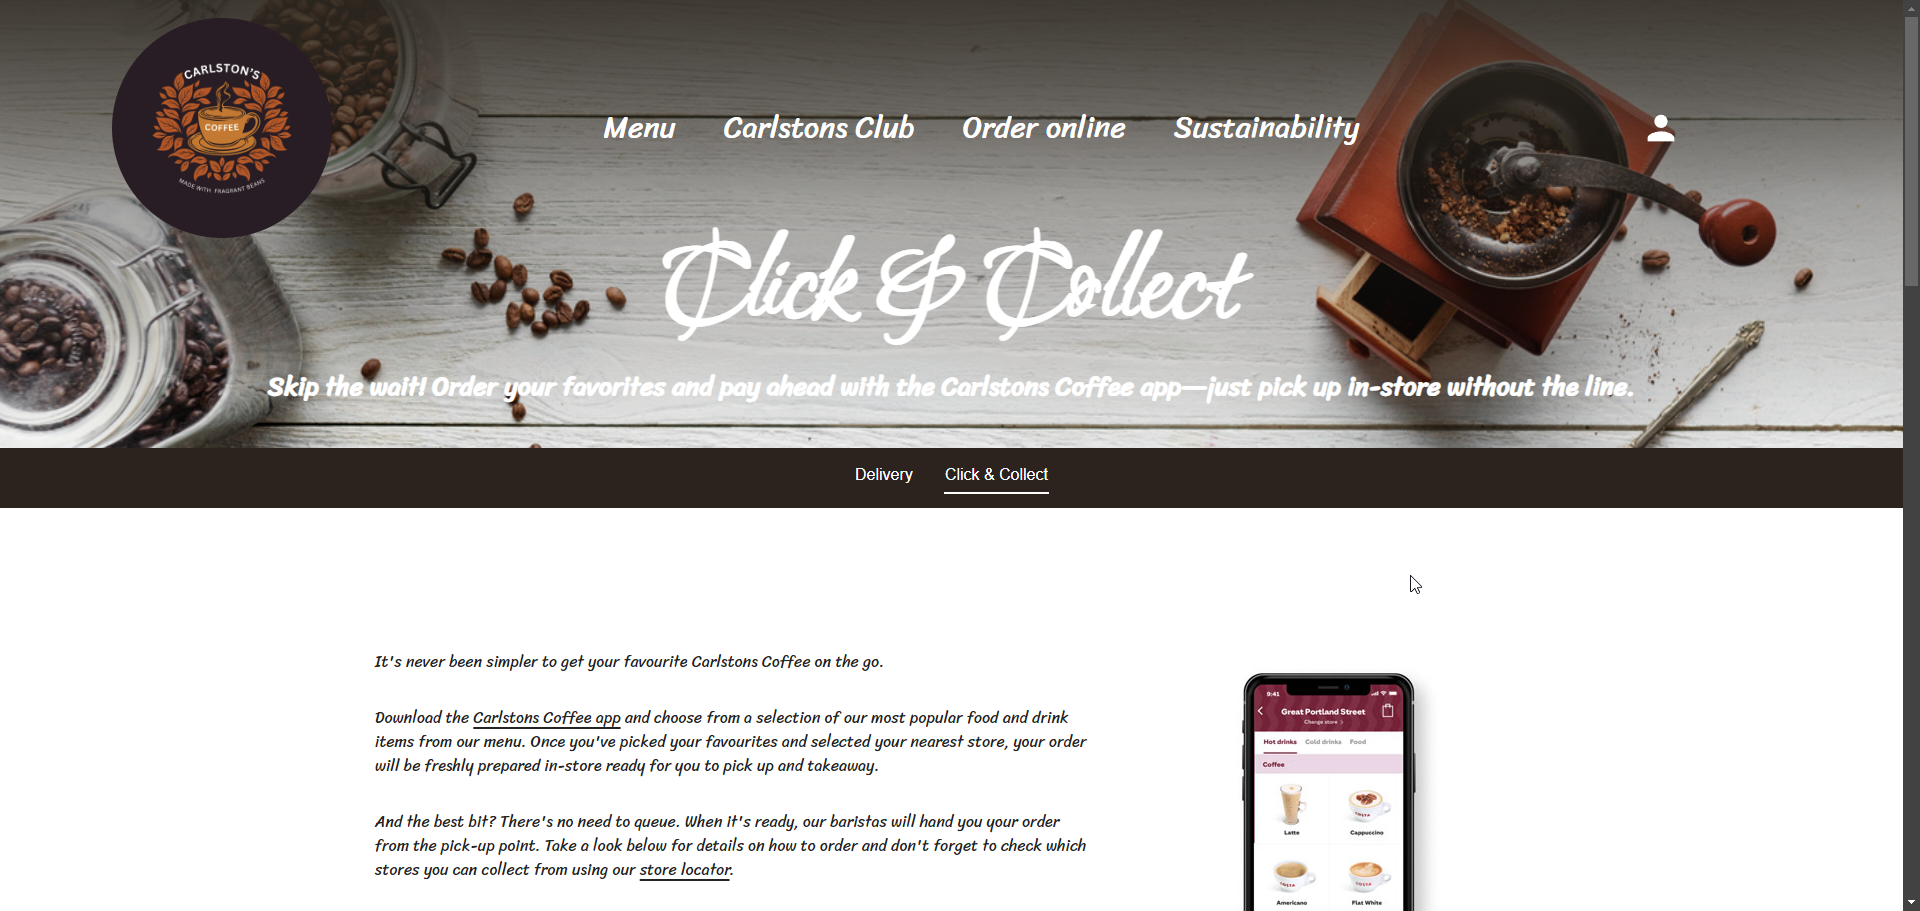 CARLSTON'S
COFFEE
MADE WITH FRAGRANT BEANS
Menu Carlstons Club Order online Sustainability
Click & Collect
Skip the wait! Order your favorites and pay ahead with the Carlstons Coffee app—just pick up in-store without the line.
Delivery Click & Collect
It's never been simpler to get your favourite Carlstons Coffee on the go.
Download the Carlstons Coffee app and choose from a selection of our most popular food and drink
items from our menu. Once you've picked your favourites and selected your nearest store, your order
will be freshly prepared in-store ready for you to pick up and takeaway.
And the best bit? There's no need to queue. When it's ready, our baristas will hand you your order
from the pick-up point. Take a look below for details on how to order and don't forget to check which
stores you can collect from using our store locator.
9:41
Great Portland Street
Change store
Hot drinks Cold drinks Food
Coffee
COSTA
Latte Cappuccino
COSTA COSTA
Americano Flat White